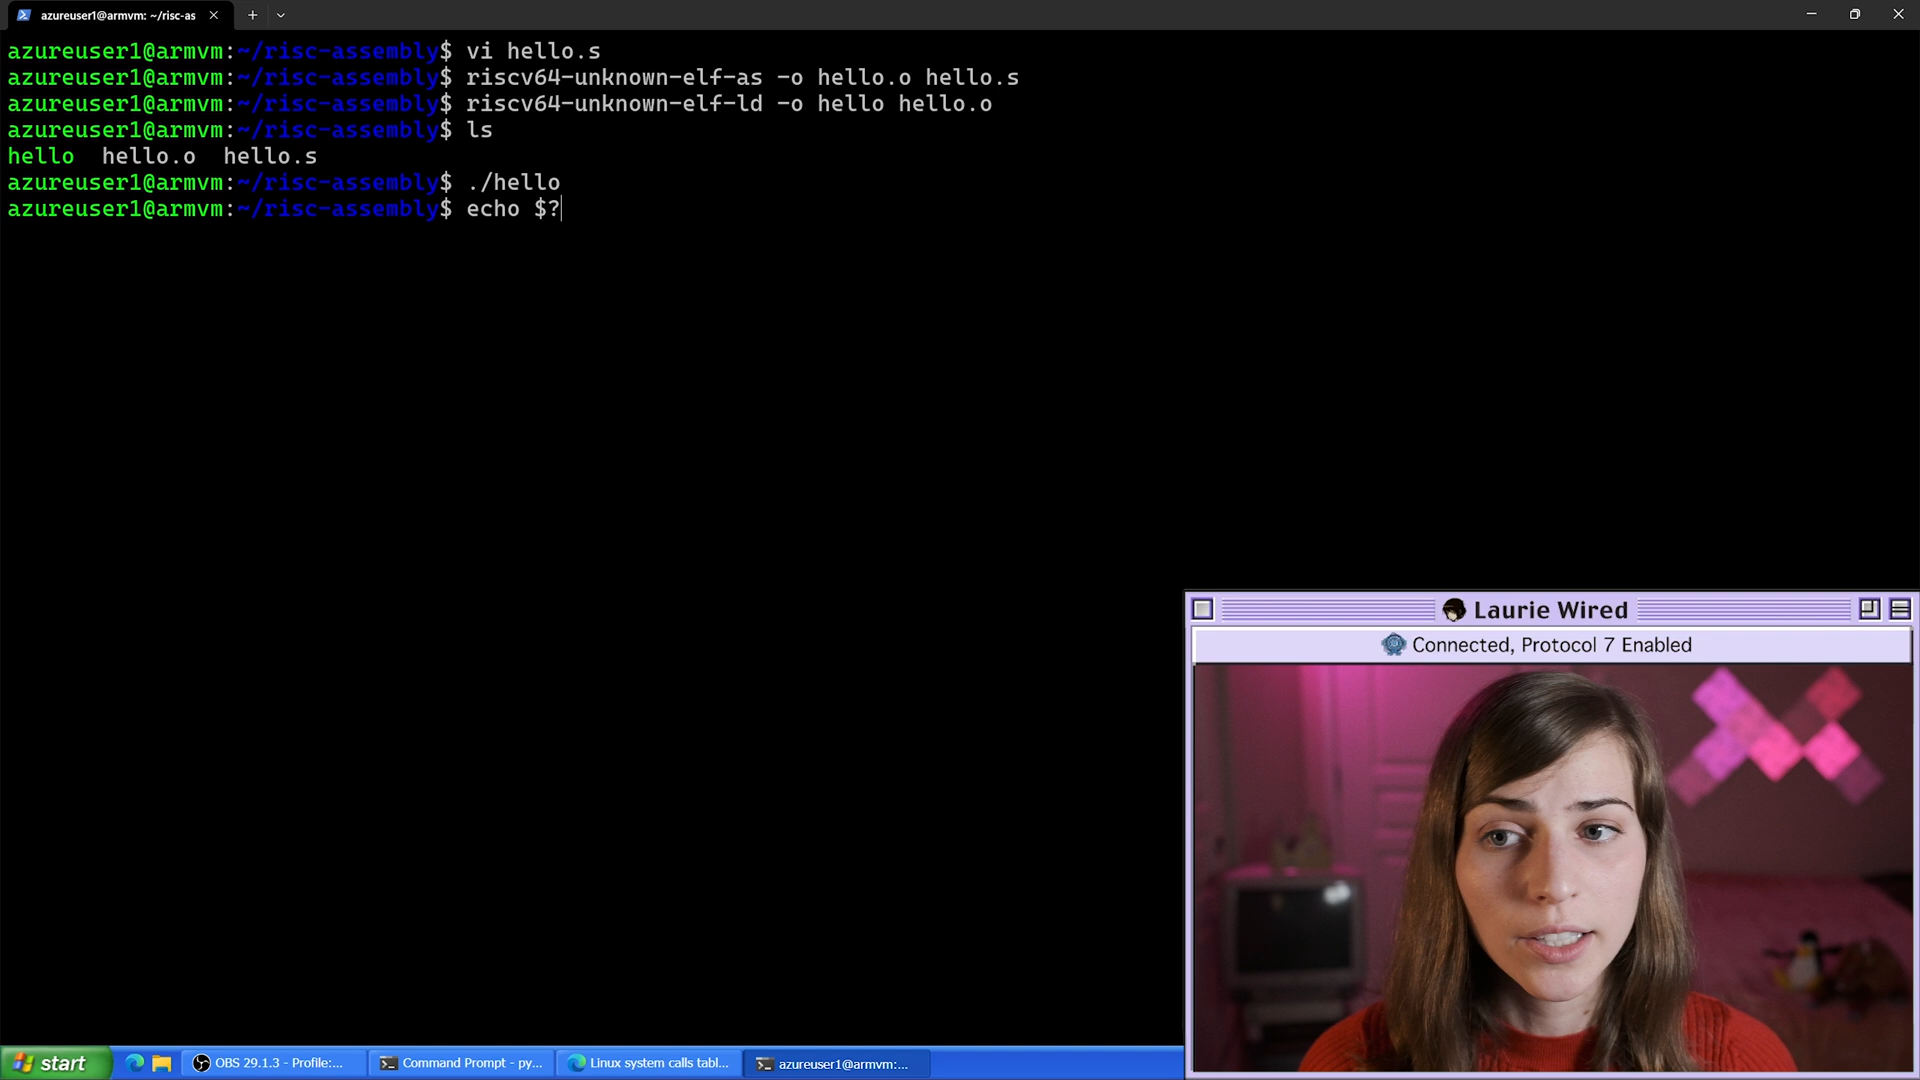 azureuser1@armvm: ~/risc-as
azureuser1@armvm:~/risc-assembly$ vi hello.s
azureuser1@armvm:~/risc-assembly$ riscv64-unknown-elf-as -o hello.o hello.s
azureuser1@armvm:~/risc-assembly$ riscv64-unknown-elf-ld -o hello hello.o
azureuser1@armvm:~/risc-assembly$ ls
hello  hello.o  hello.s
azureuser1@armvm:~/risc-assembly$ ./hello
azureuser1@armvm:~/risc-assembly$ echo $?
Laurie Wired
Connected, Protocol 7 Enabled
start
OBS 29.1.3 - Profile:...
Command Prompt - py...
Linux system calls tabl...
azureuser1@armvm:...